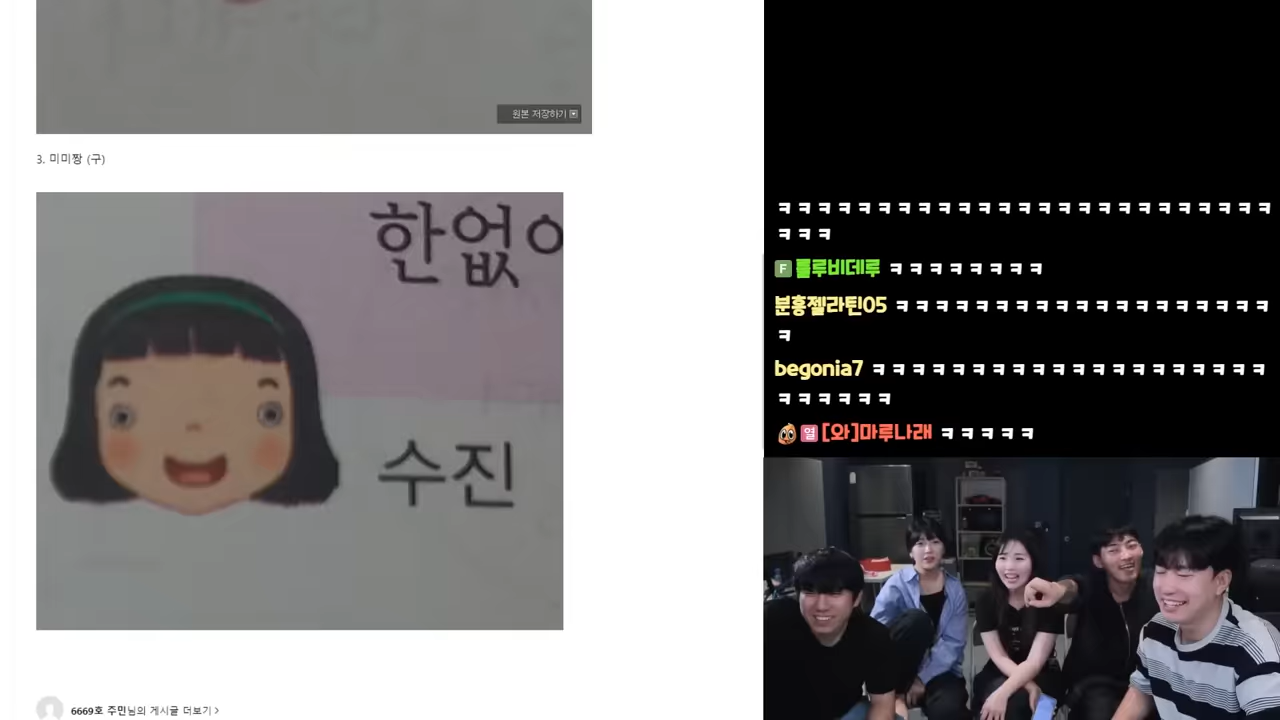 원본 저장하기
3. 미미짱 (구)
한없이
수진
6669호 주민님의 게시글 더보기 >
ㅋㅋㅋㅋㅋㅋㅋㅋㅋㅋㅋㅋㅋㅋㅋㅋㅋㅋㅋㅋㅋㅋㅋㅋㅋ
ㅋㅋㅋ
F 플루비데루 ㅋㅋㅋㅋㅋㅋㅋㅋ
분홍젤라틴05 ㅋㅋㅋㅋㅋㅋㅋㅋㅋㅋㅋㅋㅋㅋㅋㅋㅋㅋㅋ
ㅋ
begonia7 ㅋㅋㅋㅋㅋㅋㅋㅋㅋㅋㅋㅋㅋㅋㅋㅋㅋㅋㅋㅋ
ㅋㅋㅋㅋㅋㅋ
열 [와]마루나래 ㅋㅋㅋㅋㅋ